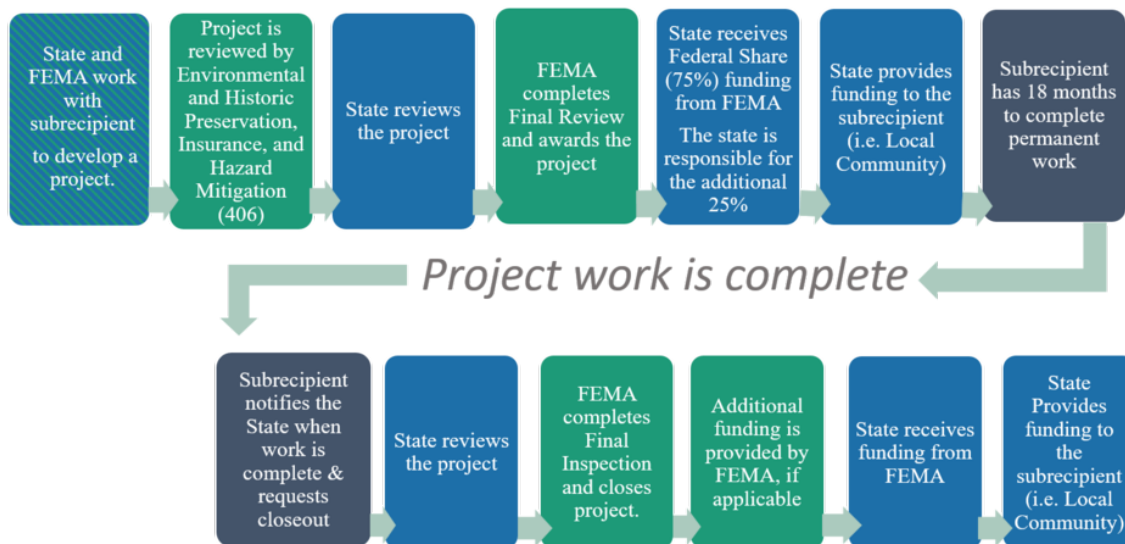 State and
FEMA work
with
subrecipient
to develop a
project.
Project is
reviewed by
Environmental
and Historic
Preservation,
Insurance, and
Hazard
Mitigation
(406)
State reviews
the project
FEMA
completes
Final Review
and awards the
project
State receives
Federal Share
(75%) funding
from FEMA
The state is
responsible for
the additional
25%
State provides
funding to the
subrecipient
(i.e. Local
Community)
Subrecipient
has 18 months
to complete
permanent
work
Project work is complete
Subrecipient
notifies the
State when
work is
complete &
requests
closeout
State reviews
the project
FEMA
completes
Final
Inspection
and closes
project.
Additional
funding is
provided by
FEMA, if
applicable
State receives
funding from
FEMA
State
Provides
funding to
the
subrecipient
(i.e. Local
Community)